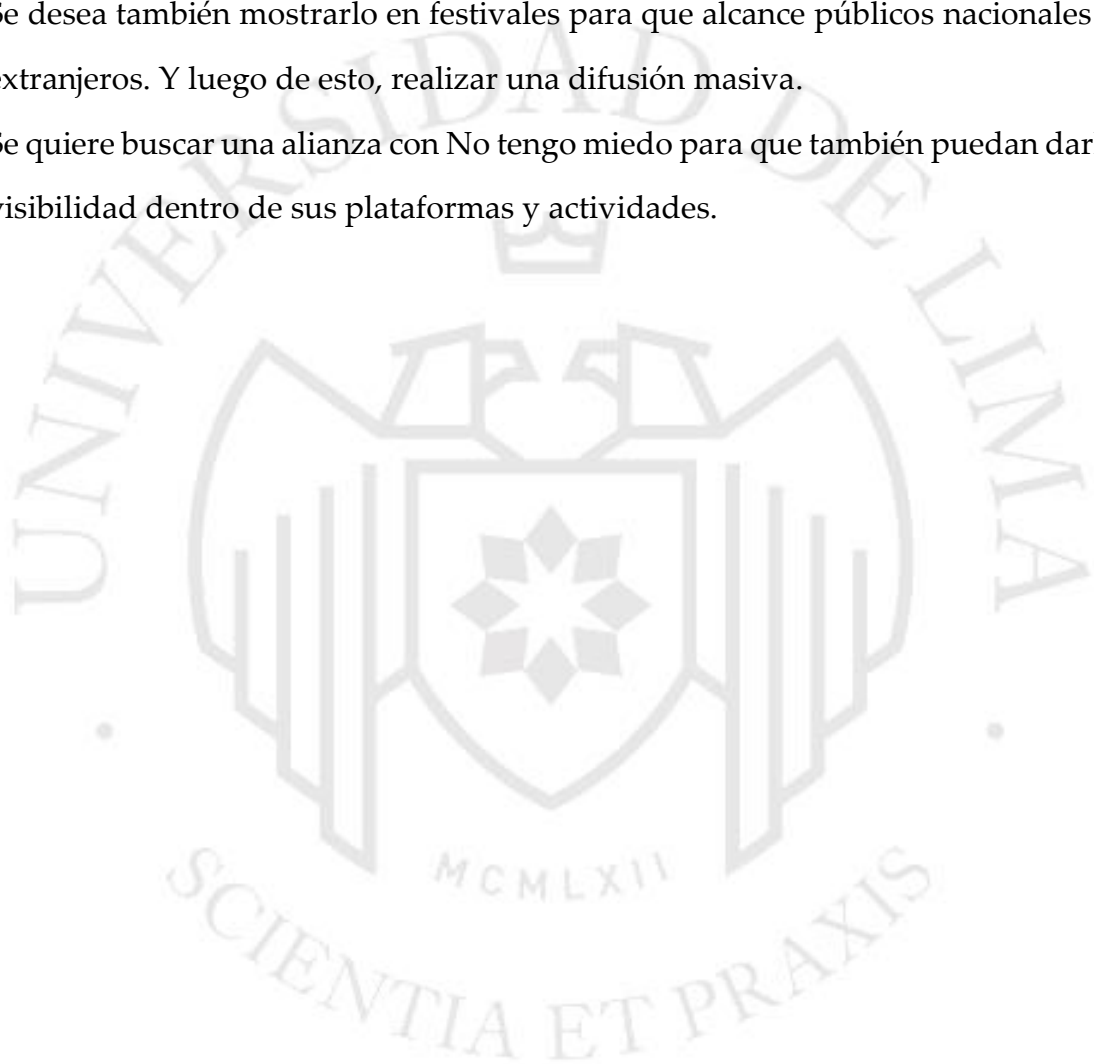 Se desea también mostrarlo en festivales para que alcance públicos nacionales
extranjeros. Y luego de esto, realizar una difusión masiva.
Se quiere buscar una alianza con No tengo miedo para que también puedan dar
visibilidad dentro de sus plataformas y actividades.
UNIVERSIDAD DE LIMA
MCMLXII
SCIENTIA ET PRAXIS